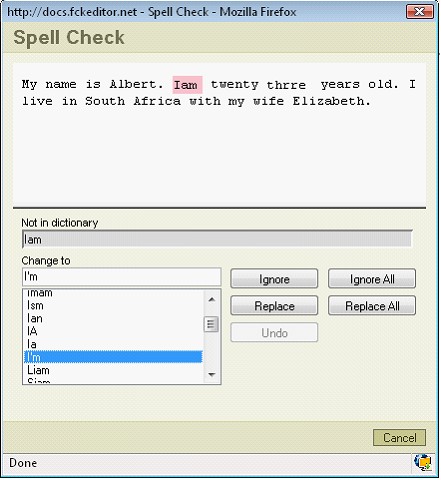 http://docs.fckeditor.net - Spell Check - Mozilla Firefox
Spell Check
My name is Albert. Iam twenty thrre years old. I
live in South Africa with my wife Elizabeth.
Not in dictionary
Iam
Change to
I'm
Ignore
Ignore All
imam
Ism
Ian
IA
Ia
I'm
Liam
Siam
Replace
Replace All
Undo
Cancel
Done